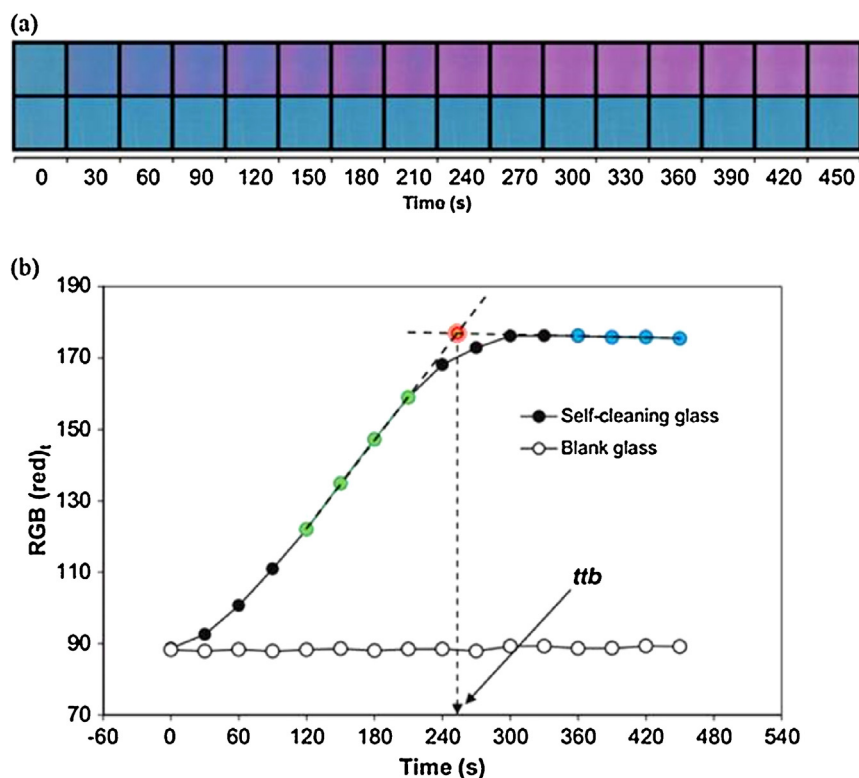 (a)
0 30 60 90 120 150 180 210 240 270 300 330 360 390 420 450
Time (s)
(b)
190
170
150
130
110
90
70
RGB (red)t
Self-cleaning glass
Blank glass
ttb
-60 0 60 120 180 240 300 360 420 480 540
Time (s)